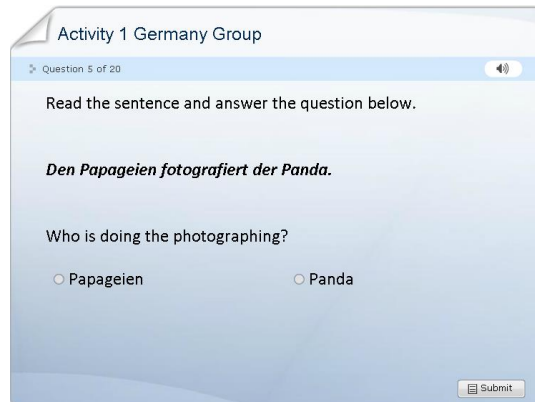 Activity 1 Germany Group
Question 5 of 20
Read the sentence and answer the question below.
Den Papageien fotografiert der Panda.
Who is doing the photographing?
Papageien Panda
Submit